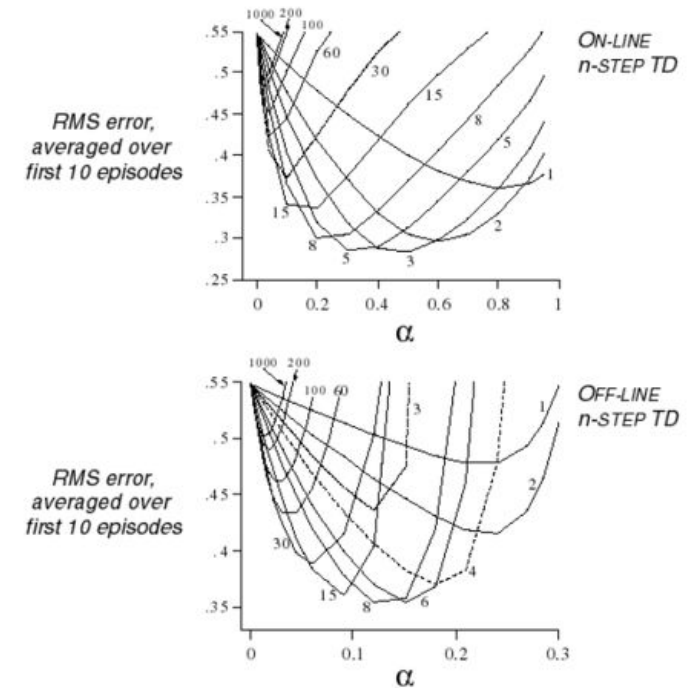 1000 200
100
.55
60
ON-LINE
n-STEP TD
.5
30
15
.45
RMS error,
averaged over
first 10 episodes
8
5
.4
1
.35
15
2
.3
8
5
3
.25
0 0.2 0.4 0.6 0.8 1
α
1000 200
.55
100 60
3
1
OFF-LINE
n-STEP TD
.5
2
RMS error,
averaged over
first 10 episodes
.45
30
.4
4
15
8
6
.35
0 0.1 0.2 0.3
α